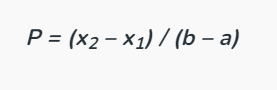 P = (x₂ – x₁) / (b – a)